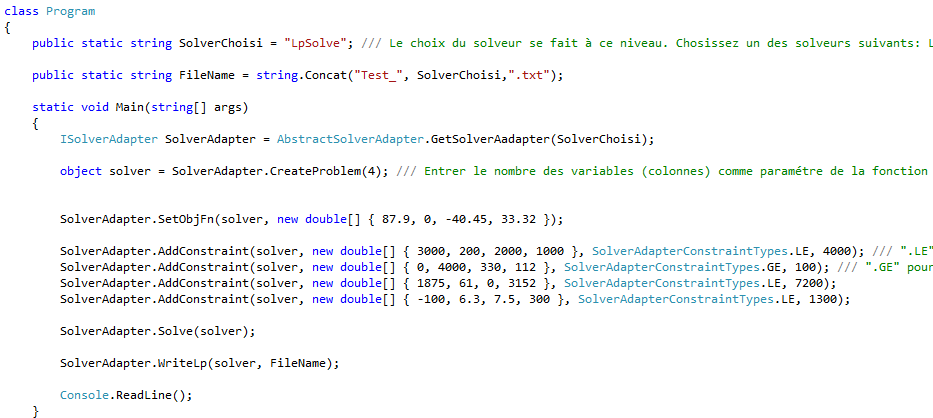 class Program
{
public static string SolverChoisi = "LpSolve"; /// Le choix du solveur se fait à ce niveau. Chosissez un des solveurs suivants: L
public static string FileName = string.Concat("Test_", SolverChoisi,".txt");
static void Main(string[] args)
{
ISolverAdapter SolverAdapter = AbstractSolverAdapter.GetSolverAadapter(SolverChoisi);
object solver = SolverAdapter.CreateProblem(4); /// Entrer le nombre des variables (colonnes) comme paramétre de la fonction
SolverAdapter.SetObjFn(solver, new double[] { 87.9, 0, -40.45, 33.32 });
SolverAdapter.AddConstraint(solver, new double[] { 3000, 200, 2000, 1000 }, SolverAdapterConstraintTypes.LE, 4000); /// ".LE"
SolverAdapter.AddConstraint(solver, new double[] { 0, 4000, 330, 112 }, SolverAdapterConstraintTypes.GE, 100); /// ".GE" pour
SolverAdapter.AddConstraint(solver, new double[] { 1875, 61, 0, 3152 }, SolverAdapterConstraintTypes.LE, 7200);
SolverAdapter.AddConstraint(solver, new double[] { -100, 6.3, 7.5, 300 }, SolverAdapterConstraintTypes.LE, 1300);
SolverAdapter.Solve(solver);
SolverAdapter.WriteLp(solver, FileName);
Console.ReadLine();
}